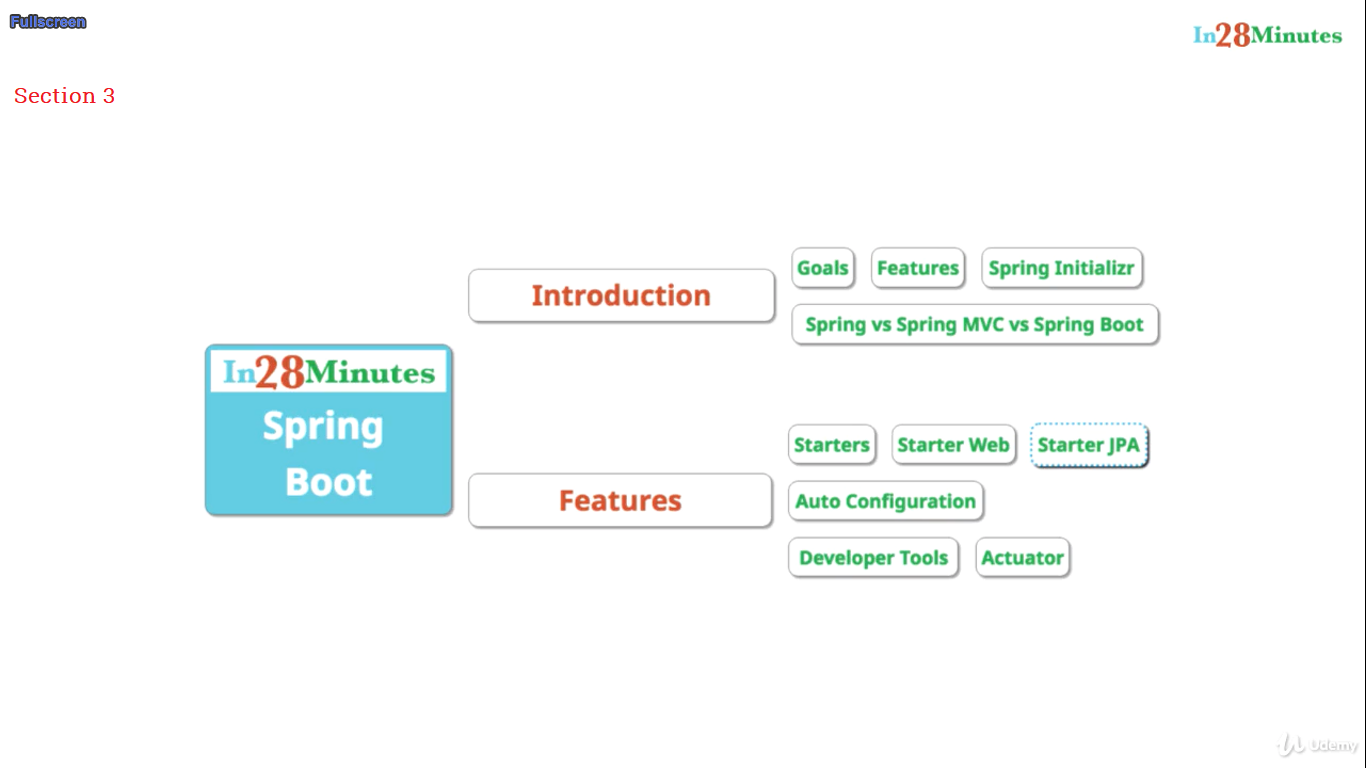 Fullscreen
In28Minutes
Section 3
In28Minutes
Spring
Boot
Introduction
Goals
Features
Spring Initializr
Spring vs Spring MVC vs Spring Boot
Features
Starters
Starter Web
Starter JPA
Auto Configuration
Developer Tools
Actuator
Udemy